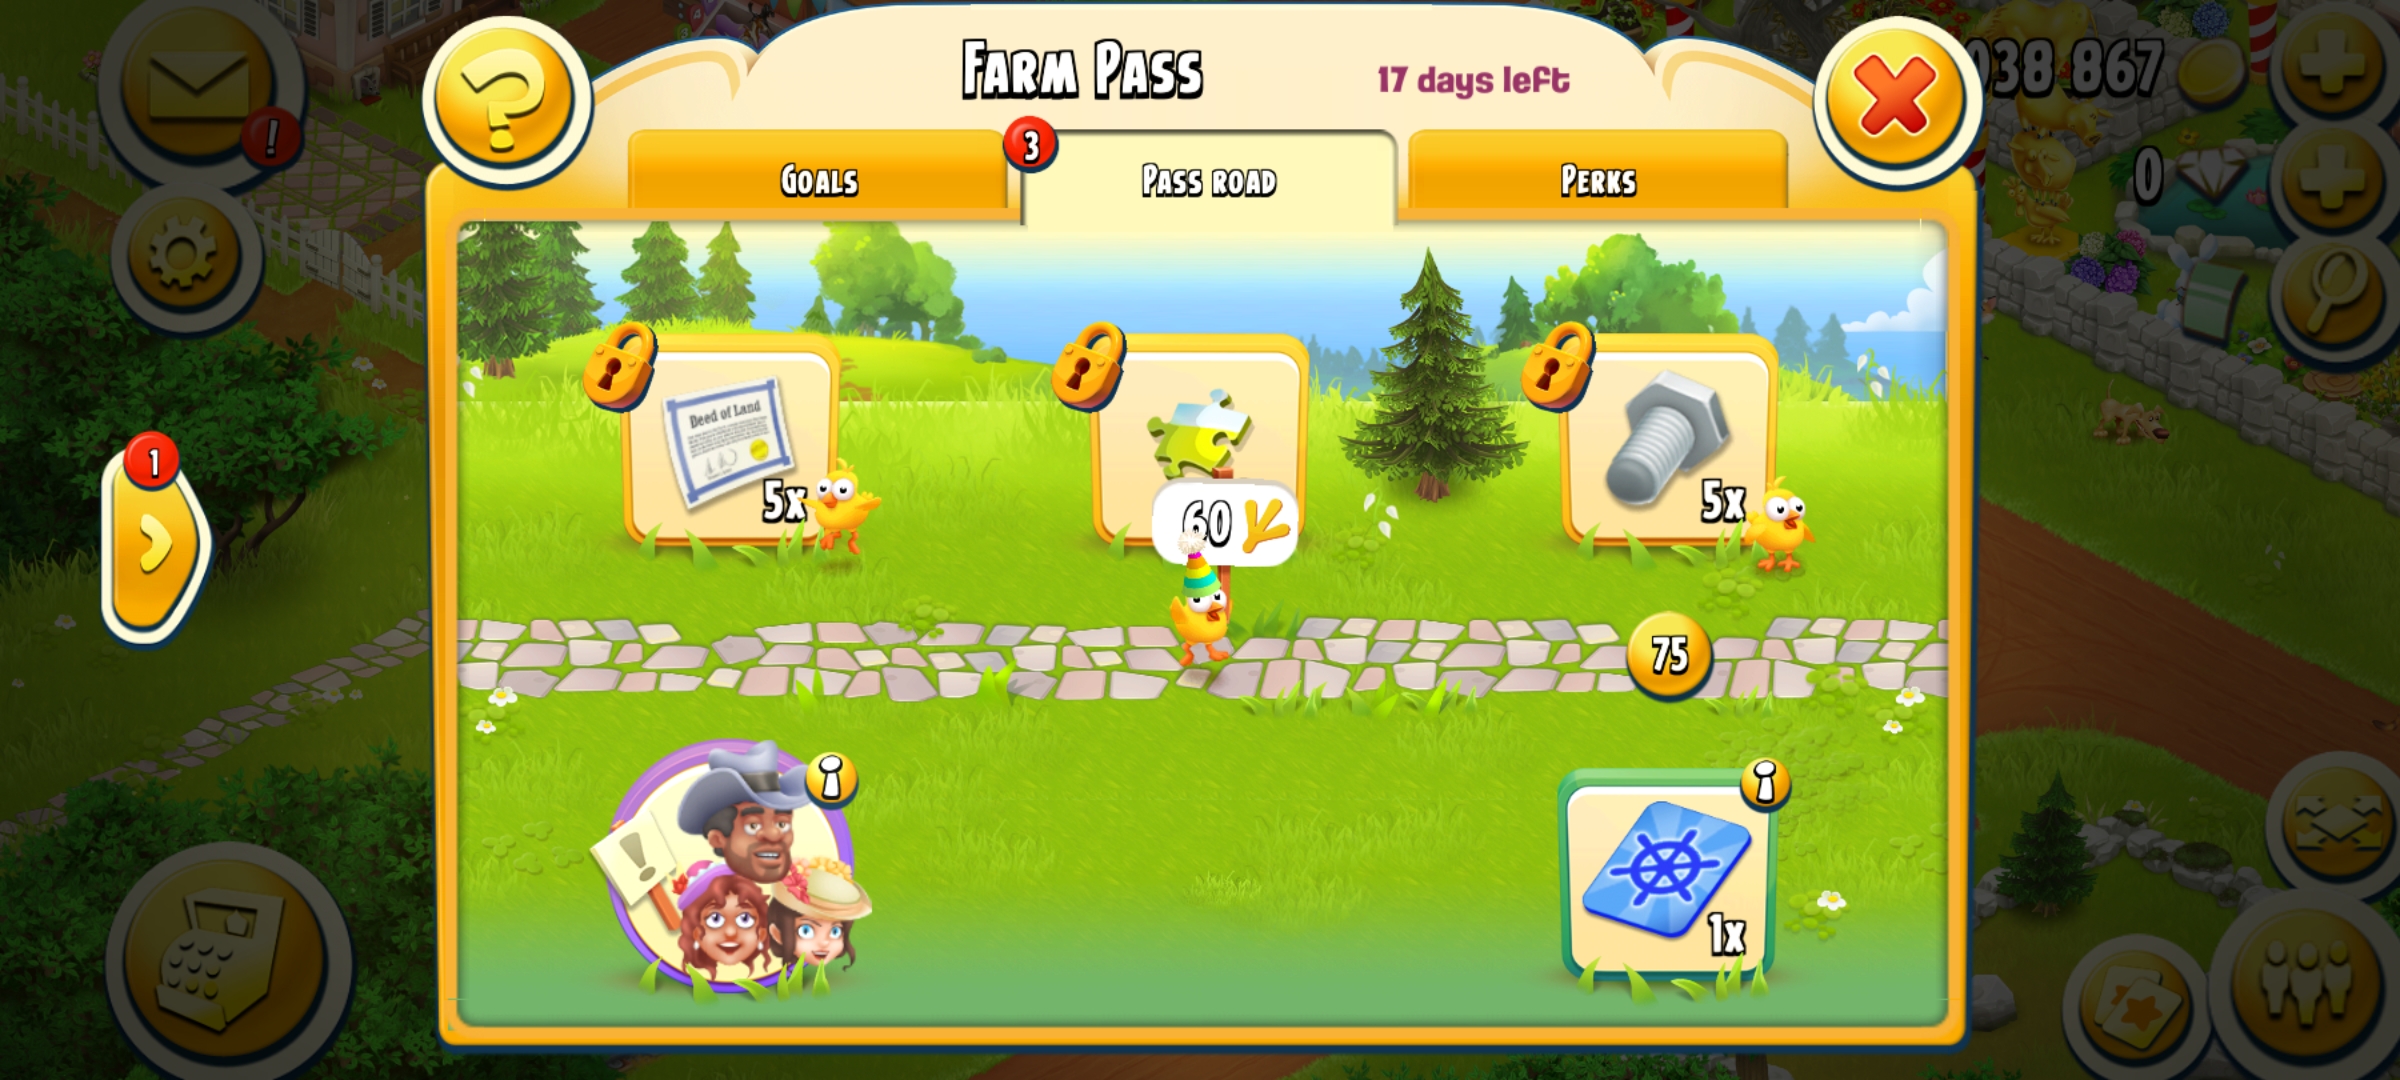 FARM PASS
17 days left
038 867
!
3
GOALS
PASS ROAD
PERKS
0
Deed of Land
5x
5x
1
60
75
!
i
i
1x